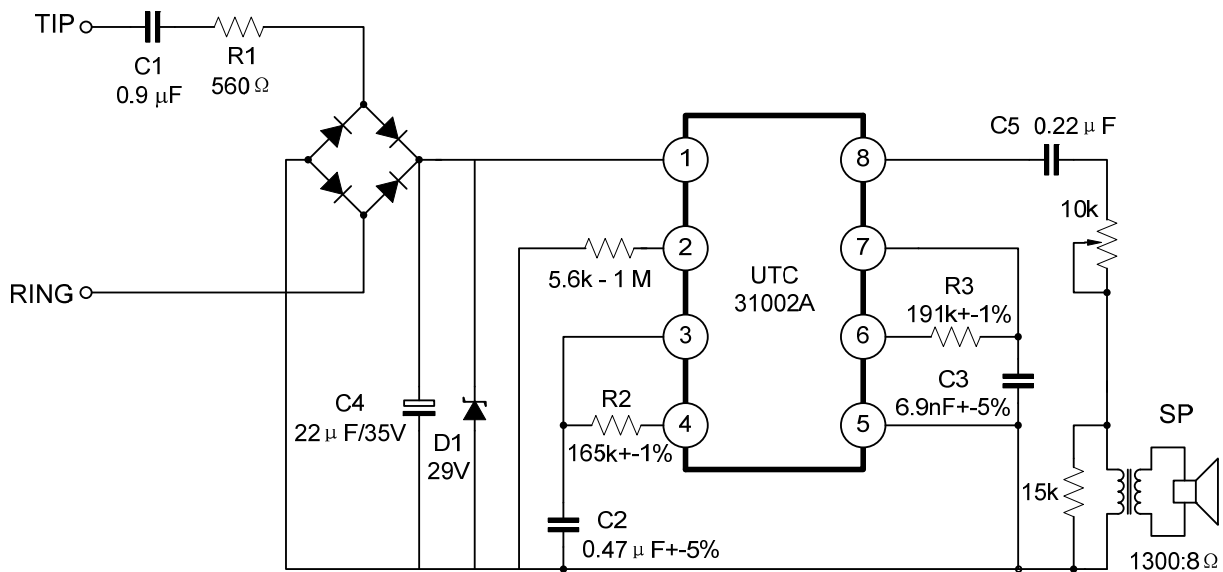 TIP
C1
0.9 μF
R1
560 Ω
RING
C4
22 μ F/35V
D1
29V
5.6k - 1 M
R2
165k+-1%
C2
0.47 μ F+-5%
1
2
3
4
UTC
31002A
8
7
6
5
C5 0.22 μ F
10k
R3
191k+-1%
C3
6.9nF+-5%
15k
SP
1300:8 Ω